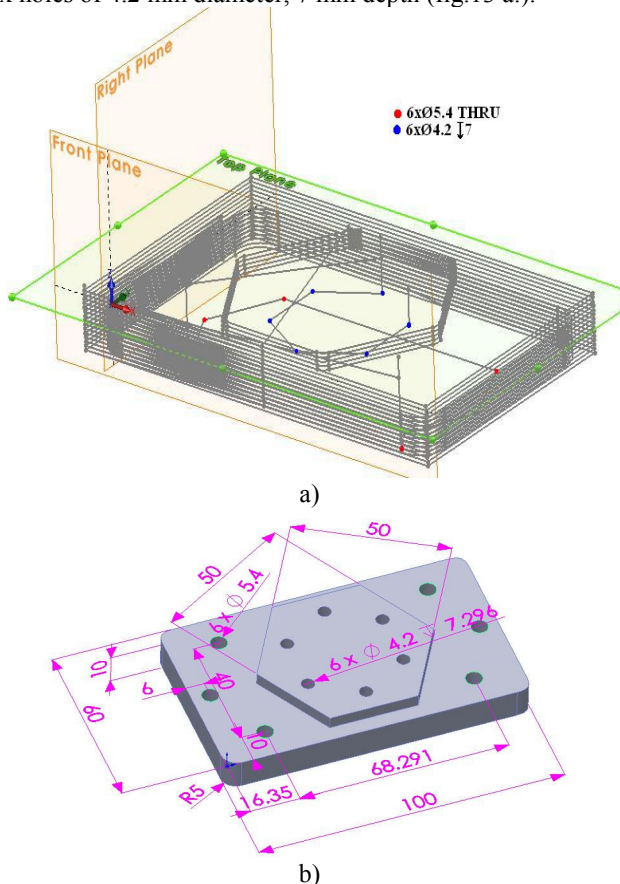 x holes of 4.2 mm diameter, 7 mm depth (fig.15 a.).
Right Plane
6xØ5.4 THRU
6xØ4.2 ↧7
Front Plane
Top Plane
a)
50
50
6 x Ø 5.4
6 x Ø 4.2 ↧ 7.296
10
6
40
60
10
68.291
16.35
R5
100
b)